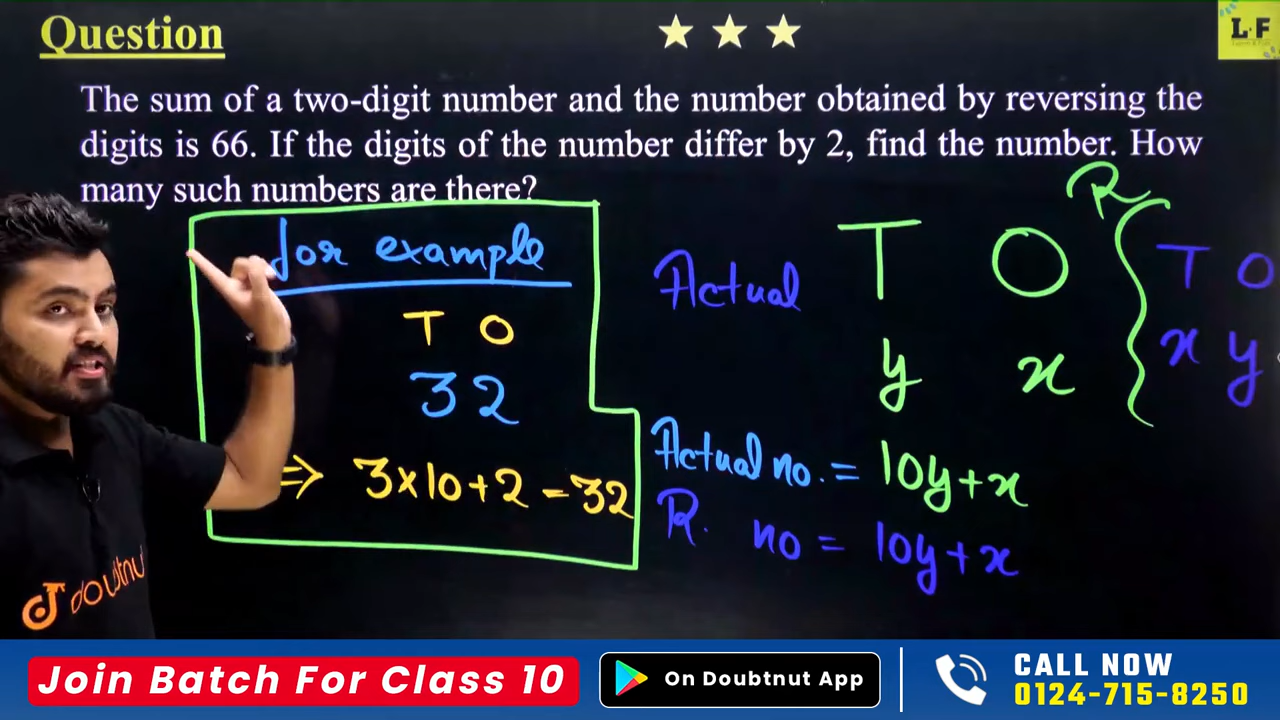 Question
L·F
The sum of a two-digit number and the number obtained by reversing the
digits is 66. If the digits of the number differ by 2, find the number. How
many such numbers are there?
for example
T O
32
⇒ 3×10+2=32
Actual
T O
y x
R
T O
x y
Actual no. = 10y+x
R. no = 10y+x
doubtnut
Join Batch For Class 10
On Doubtnut App
CALL NOW
0124-715-8250